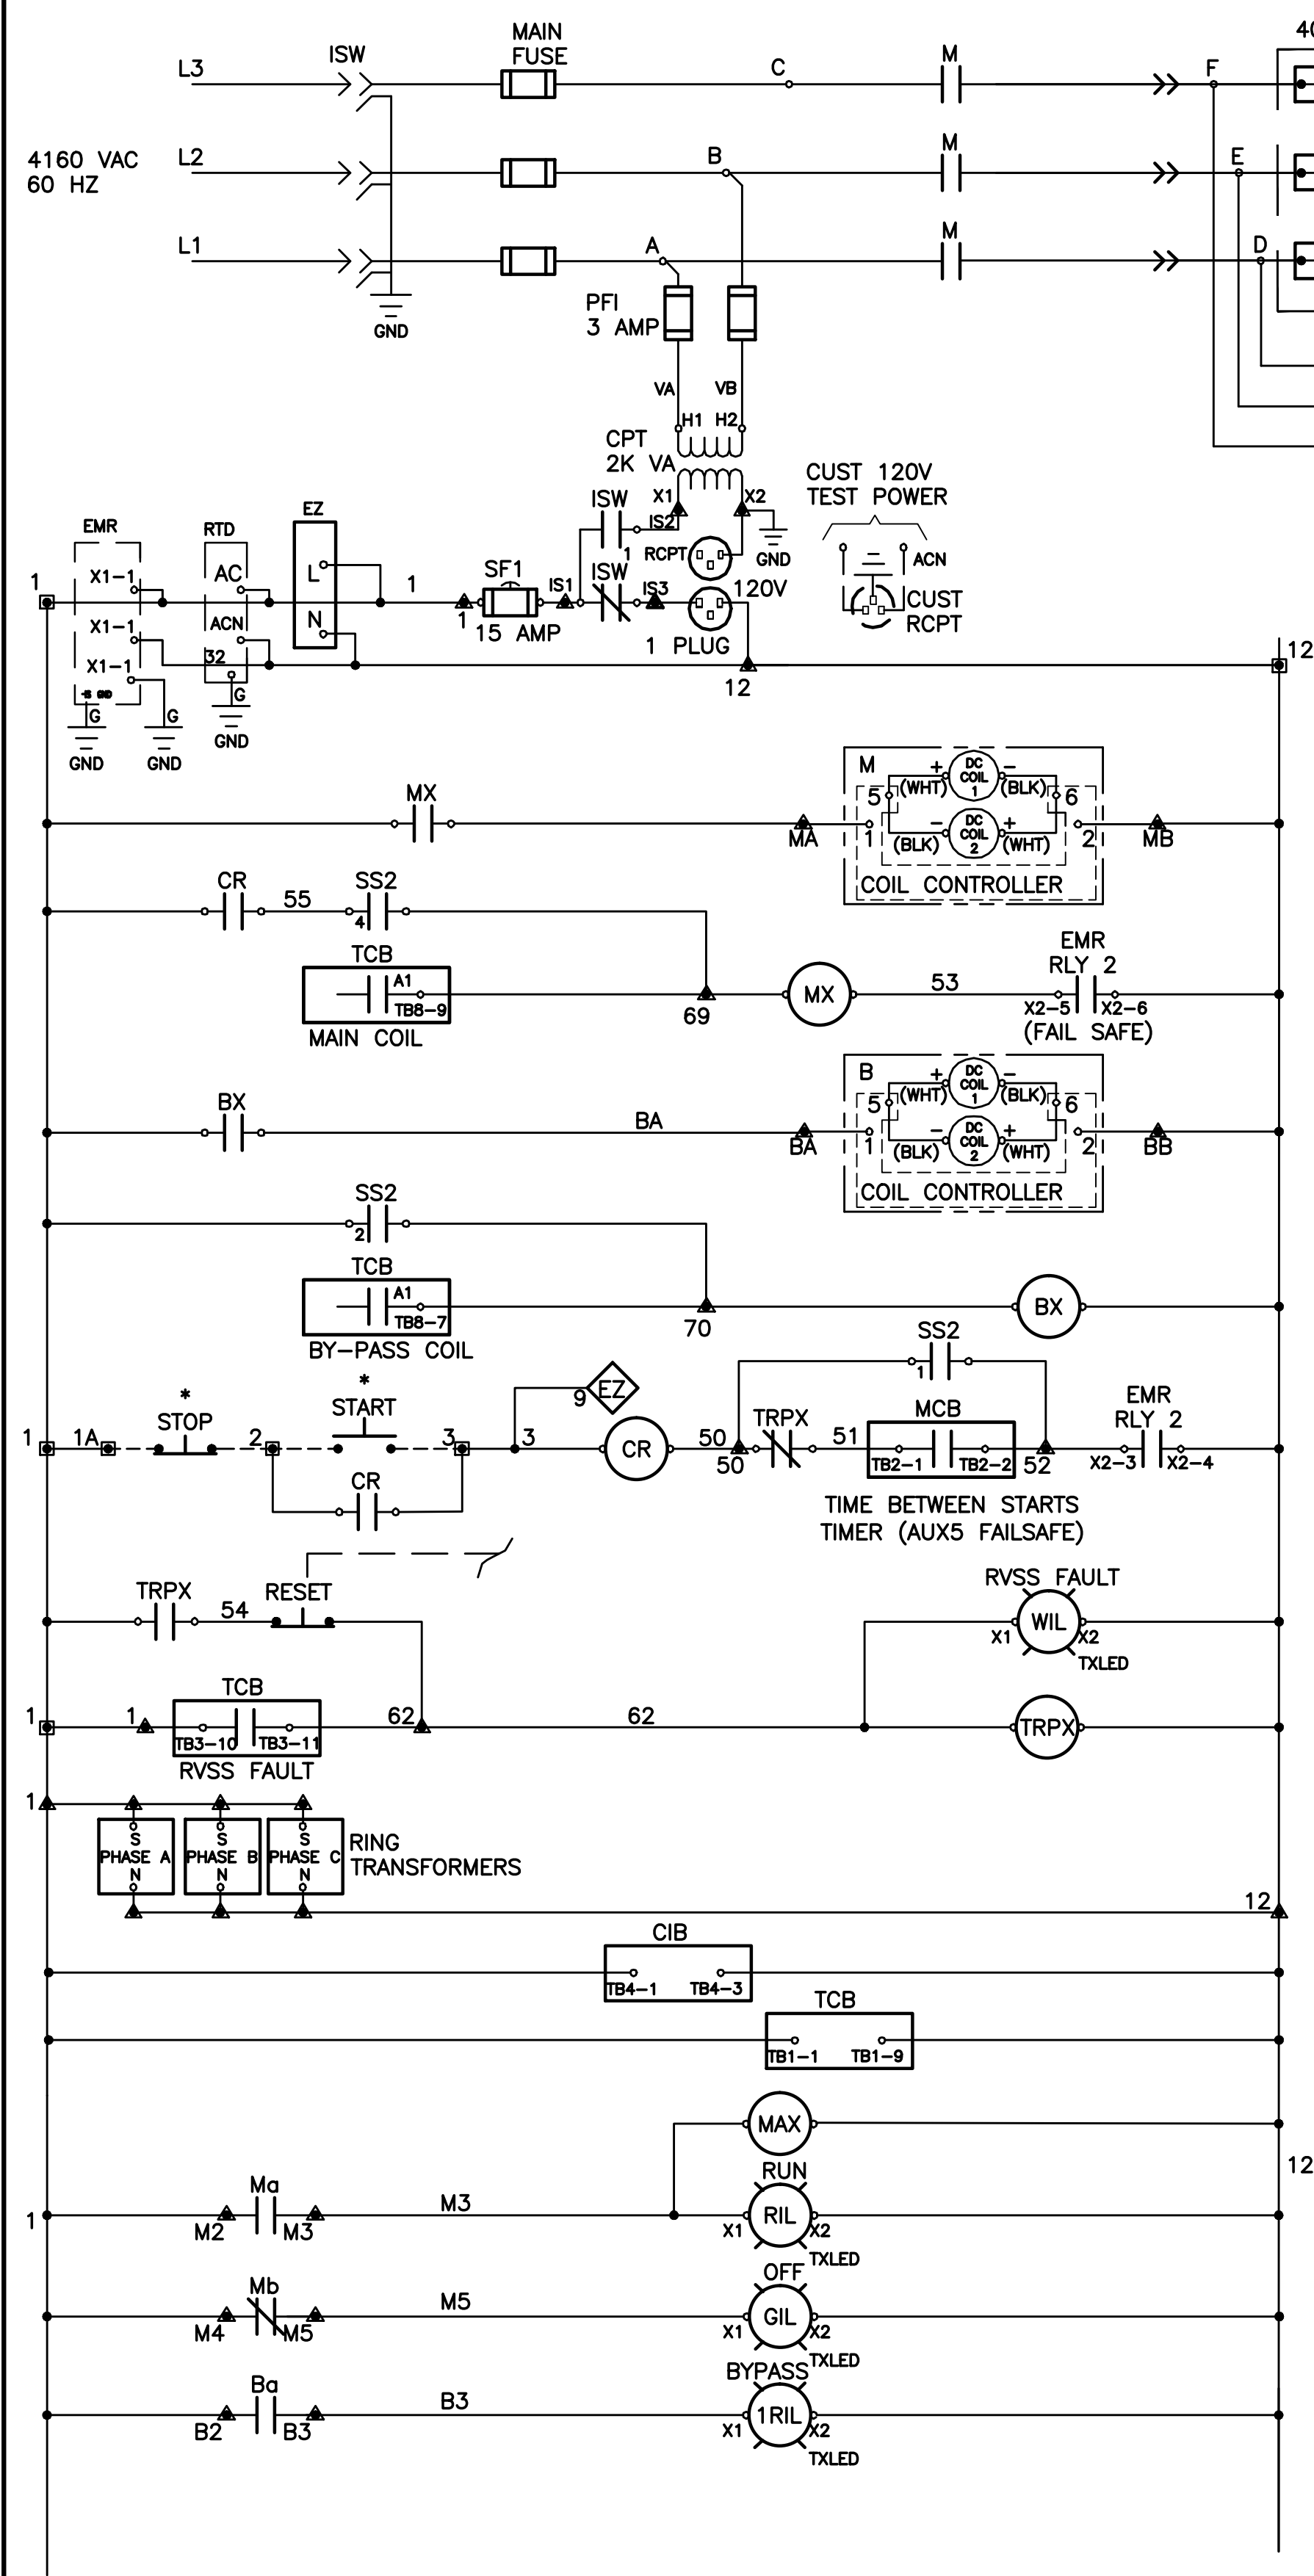 40
MAIN
FUSE
ISW
L3
C
M
F
4160 VAC
60 HZ
L2
B
M
E
L1
A
M
D
PFI
3 AMP
GND
VA
VB
H1
H2
CPT
2K VA
CUST 120V
TEST POWER
ISW
X1
X2
IS2
1
RCPT
GND
ACN
EMR
RTD
EZ
X1-1
AC
L
1
1
SF1
IS1
ISW
IS3
120V
CUST
RCPT
1
15 AMP
1
PLUG
X1-1
ACN
N
X1-1
32
12
12
G
G
G
GND
GND
GND
MX
M
+
DC
COIL
1
-
5
(WHT)
(BLK)
6
MA
1
-
DC
COIL
2
+
2
MB
(BLK)
(WHT)
COIL CONTROLLER
CR
55
SS2
4
TCB
A1
TB8-9
MAIN COIL
69
MX
53
EMR
RLY 2
X2-5
X2-6
(FAIL SAFE)
BX
BA
B
+
DC
COIL
1
-
5
(WHT)
(BLK)
6
BA
1
-
DC
COIL
2
+
2
BB
(BLK)
(WHT)
COIL CONTROLLER
SS2
2
TCB
A1
TB8-7
BY-PASS COIL
70
BX
SS2
1
*
STOP
*
START
9
EZ
1
1A
2
3
3
CR
50
50
TRPX
51
MCB
TB2-1
TB2-2
52
EMR
RLY 2
X2-3
X2-4
CR
TIME BETWEEN STARTS
TIMER (AUX5 FAILSAFE)
TRPX
54
RESET
RVSS FAULT
WIL
X1
X2
TXLED
1
1
TCB
TB3-10
TB3-11
RVSS FAULT
62
62
TRPX
1
S
PHASE A
N
S
PHASE B
N
S
PHASE C
N
RING
TRANSFORMERS
12
CIB
TB4-1
TB4-3
TCB
TB1-1
TB1-9
MAX
12
1
Ma
M2
M3
M3
RUN
RIL
X1
X2
TXLED
Mb
M4
M5
M5
OFF
GIL
X1
X2
TXLED
Ba
B2
B3
B3
BYPASS
1RIL
X1
X2
TXLED